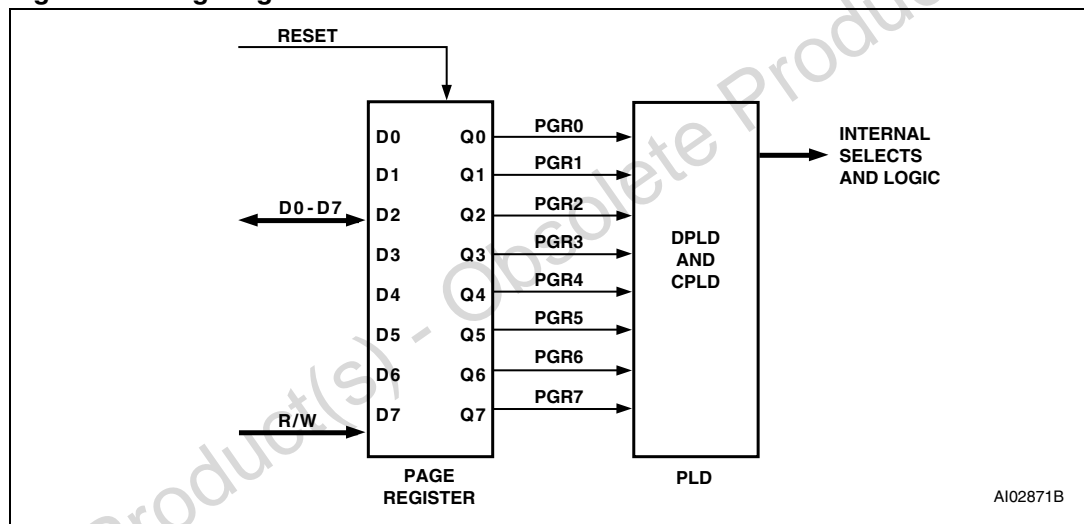 RESET
D0-D7
R/W
D0
D1
D2
D3
D4
D5
D6
D7
Q0
Q1
Q2
Q3
Q4
Q5
Q6
Q7
PAGE
REGISTER
PGR0
PGR1
PGR2
PGR3
PGR4
PGR5
PGR6
PGR7
DPLD
AND
CPLD
PLD
INTERNAL
SELECTS
AND LOGIC
AI02871B
Product(s) - Obsolete Product